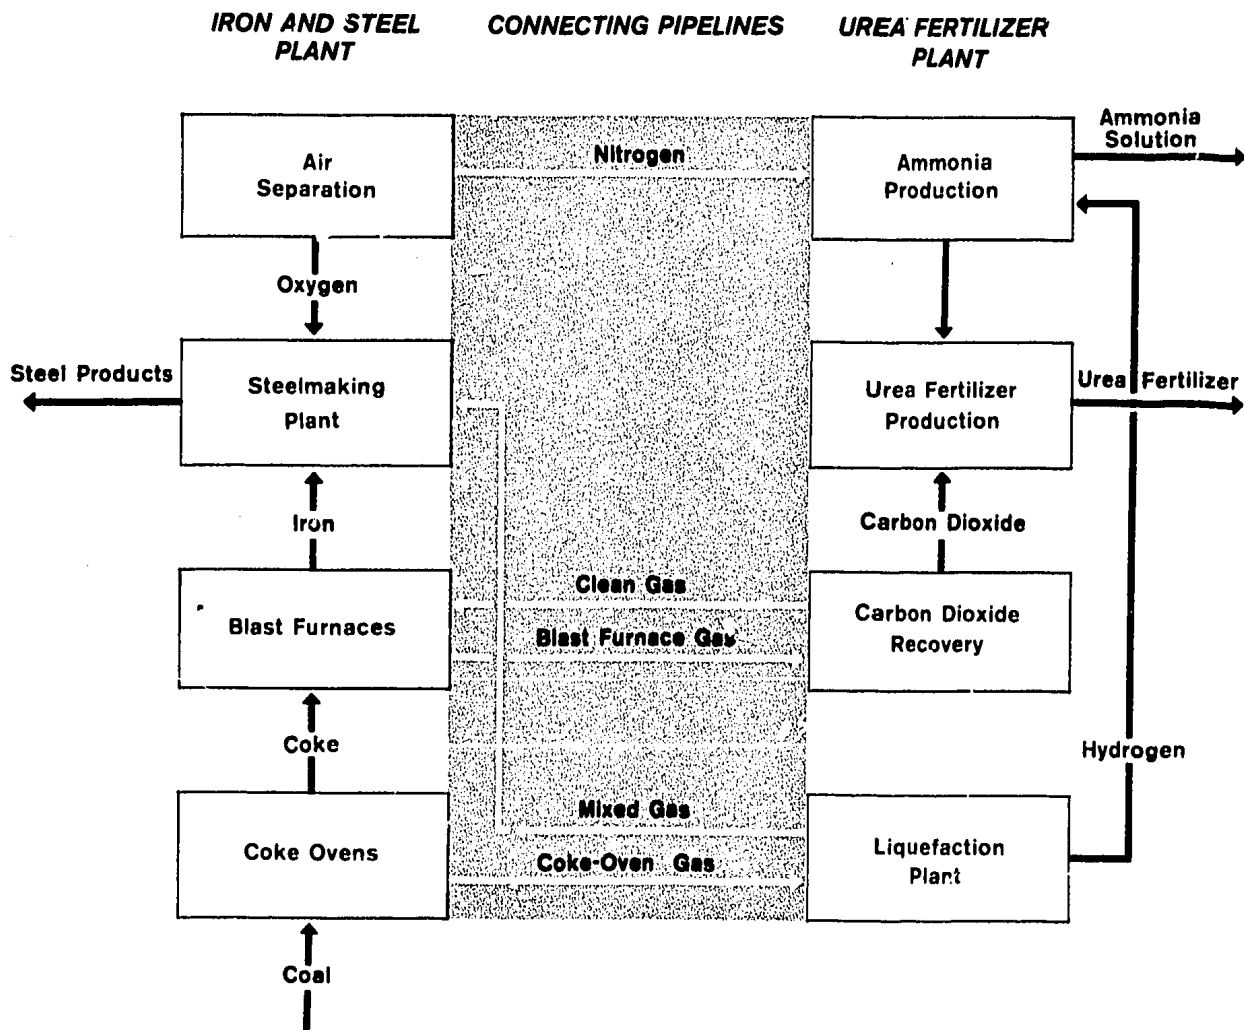 IRON AND STEEL
PLANT
CONNECTING PIPELINES
UREA FERTILIZER
PLANT
Air
Separation
Nitrogen
Ammonia
Production
Ammonia
Solution
Oxygen
Steel Products
Steelmaking
Plant
Urea Fertilizer
Production
Urea Fertilizer
Iron
Carbon Dioxide
Blast Furnaces
Clean Gas
Blast Furnace Gas
Carbon Dioxide
Recovery
Coke
Hydrogen
Coke Ovens
Mixed Gas
Coke-Oven Gas
Liquefaction
Plant
Coal